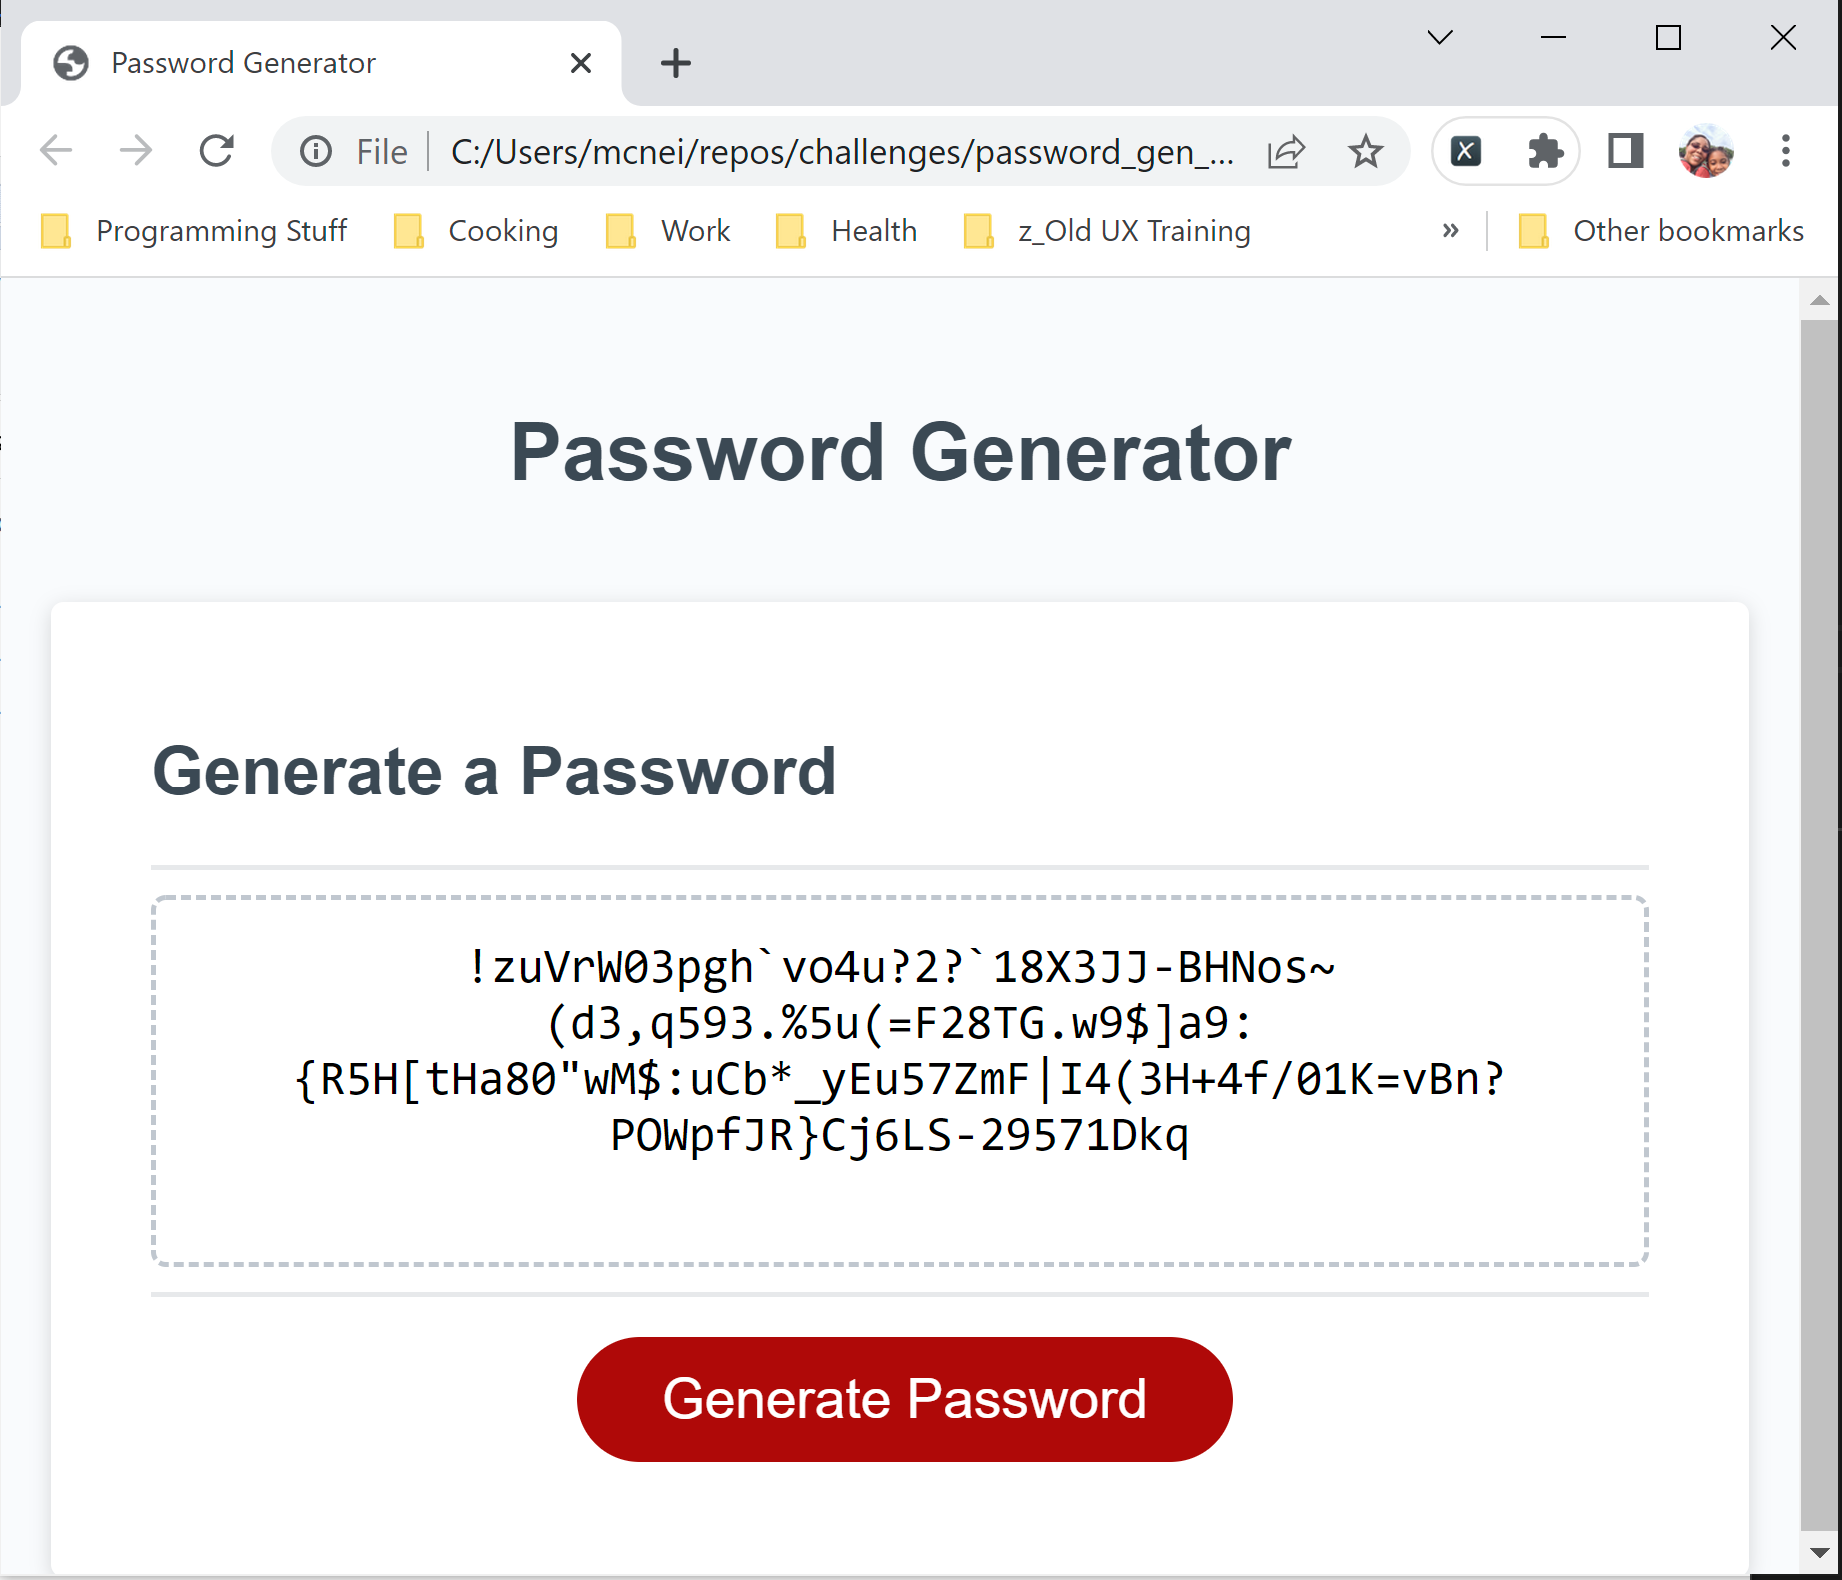 Password Generator
File C:/Users/mcnei/repos/challenges/password_gen_...
Programming Stuff Cooking Work Health z_Old UX Training » Other bookmarks
Password Generator
Generate a Password
!zuVrW03pgh`vo4u?2?`18X3JJ-BHNos~
(d3,q593.%5u(=F28TG.w9$]a9:
{R5H[tHa80"wM$:uCb*_yEu57ZmF|I4(3H+4f/01K=vBn?
POWpfJR}Cj6LS-29571Dkq
Generate Password